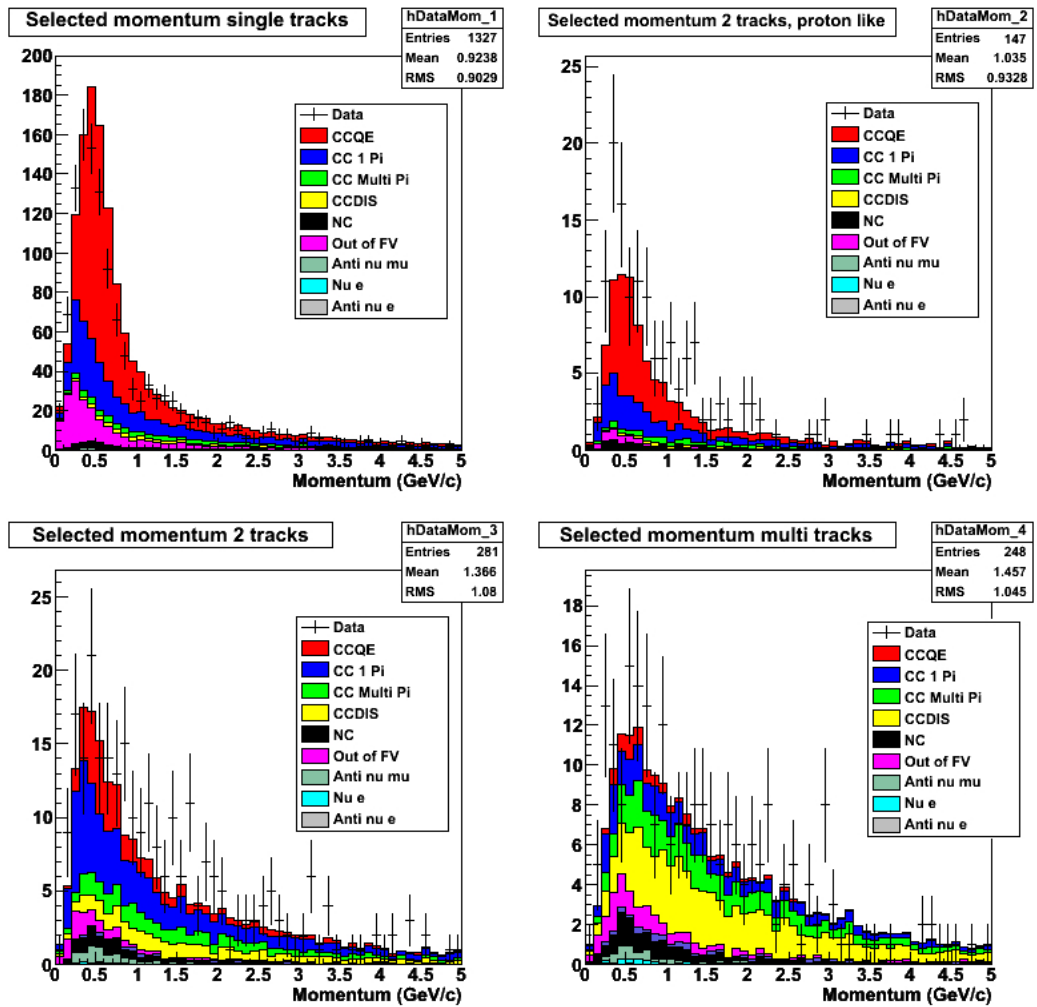 Selected momentum single tracks
hDataMom_1
Entries 1327
Mean 0.9238
RMS 0.9029
Data
CCQE
CC 1 Pi
CC Multi Pi
CCDIS
NC
Out of FV
Anti nu mu
Nu e
Anti nu e
200
180
160
140
120
100
80
60
40
20
0
0 0.5 1 1.5 2 2.5 3 3.5 4 4.5 5
Momentum (GeV/c)
Selected momentum 2 tracks, proton like
hDataMom_2
Entries 147
Mean 1.035
RMS 0.9328
Data
CCQE
CC 1 Pi
CC Multi Pi
CCDIS
NC
Out of FV
Anti nu mu
Nu e
Anti nu e
25
20
15
10
5
0
0 0.5 1 1.5 2 2.5 3 3.5 4 4.5 5
Momentum (GeV/c)
Selected momentum 2 tracks
hDataMom_3
Entries 281
Mean 1.366
RMS 1.08
Data
CCQE
CC 1 Pi
CC Multi Pi
CCDIS
NC
Out of FV
Anti nu mu
Nu e
Anti nu e
25
20
15
10
5
0
0 0.5 1 1.5 2 2.5 3 3.5 4 4.5 5
Momentum (GeV/c)
Selected momentum multi tracks
hDataMom_4
Entries 248
Mean 1.457
RMS 1.045
Data
CCQE
CC 1 Pi
CC Multi Pi
CCDIS
NC
Out of FV
Anti nu mu
Nu e
Anti nu e
18
16
14
12
10
8
6
4
2
0
0 0.5 1 1.5 2 2.5 3 3.5 4 4.5 5
Momentum (GeV/c)